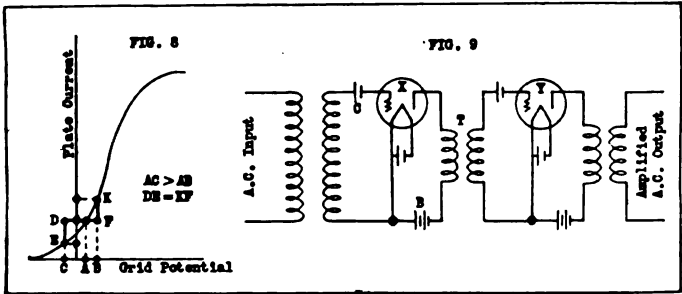 FIG. 8
Plate Current
AC > AB
DE = KF
K
D
F
E
C
A
B
Grid Potential
FIG. 9
A.C. Input
C
X
T
B
Y
Amplified
A.C. Output